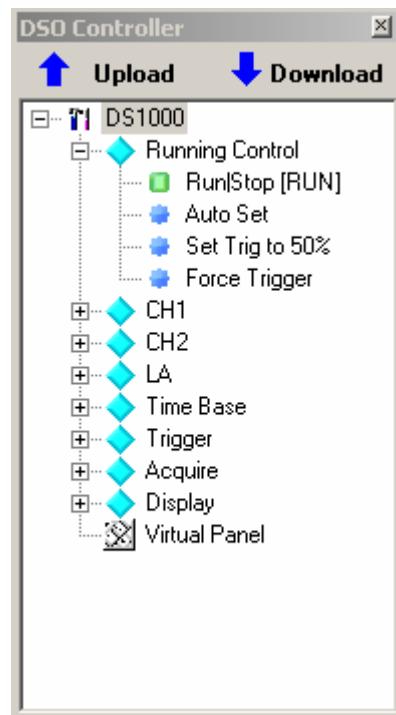 DSO Controller
Upload Download
DS1000
Running Control
Run|Stop [RUN]
Auto Set
Set Trig to 50%
Force Trigger
CH1
CH2
LA
Time Base
Trigger
Acquire
Display
Virtual Panel